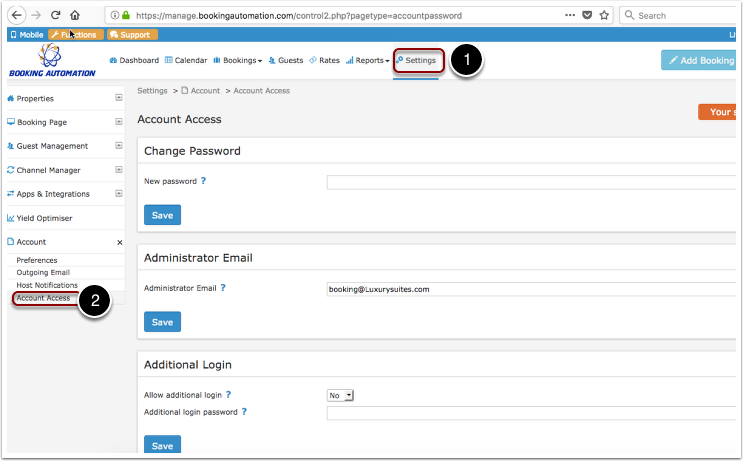 https://manage.bookingautomation.com/control2.php?pagetype=accountpassword
Search
Mobile
Functions
Support
BOOKING AUTOMATION
Dashboard
Calendar
Bookings
Guests
Rates
Reports
Settings
1
Add Booking
Properties
Booking Page
Guest Management
Channel Manager
Apps & Integrations
Yield Optimiser
Account
Preferences
Outgoing Email
Host Notifications
Account Access
2
Settings > Account > Account Access
Account Access
Your s
Change Password
New password ?
Save
Administrator Email
Administrator Email ?
booking@Luxurysuites.com
Save
Additional Login
Allow additional login ?
No
Additional login password ?
Save